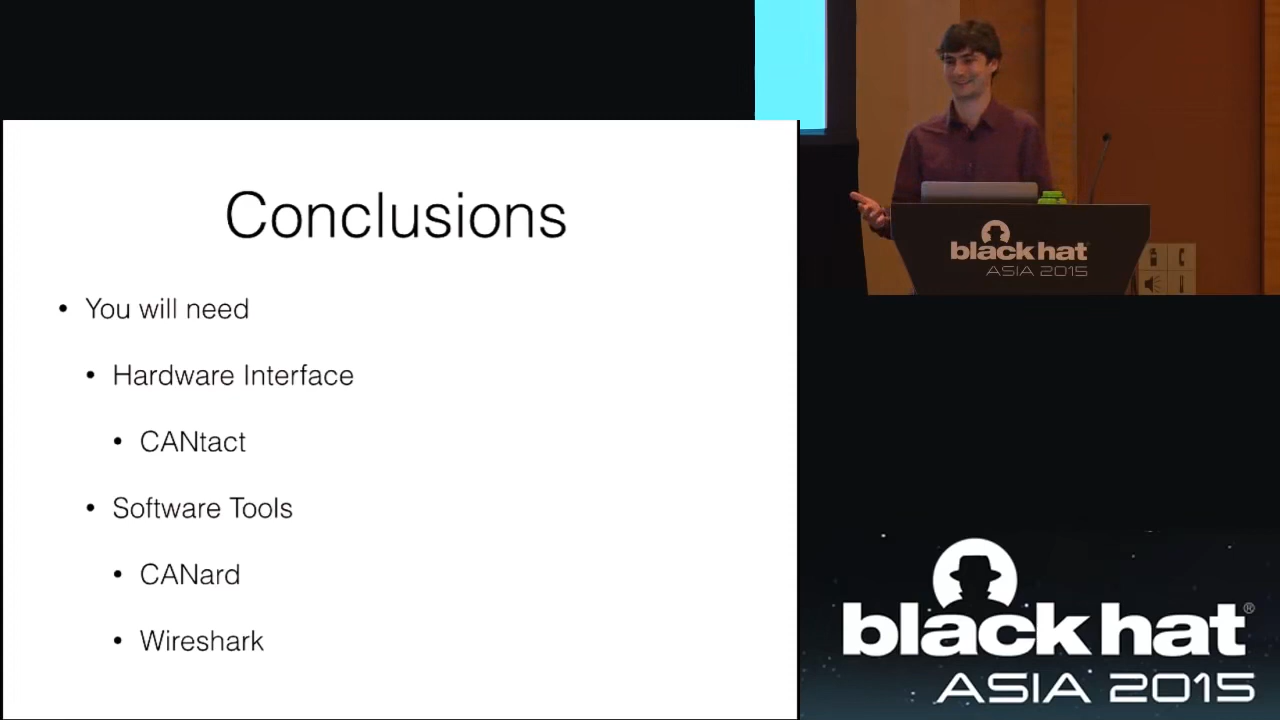 Conclusions
• You will need
• Hardware Interface
• CANtact
• Software Tools
• CANard
• Wireshark
black hat
ASIA 2015
black hat®
ASIA 2015